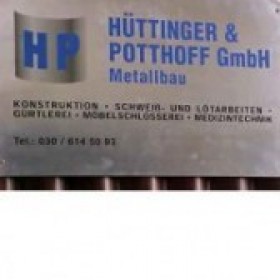 HP
HÜTTINGER &
POTTHOFF GmbH
Metallbau
KONSTRUKTION • SCHWEIß- UND LÖTARBEITEN •
GÜRTLEREI • MÖBELSCHLOSSEREI • MEDIZINTECHNIK
Tel.: 030 / 614 50 93